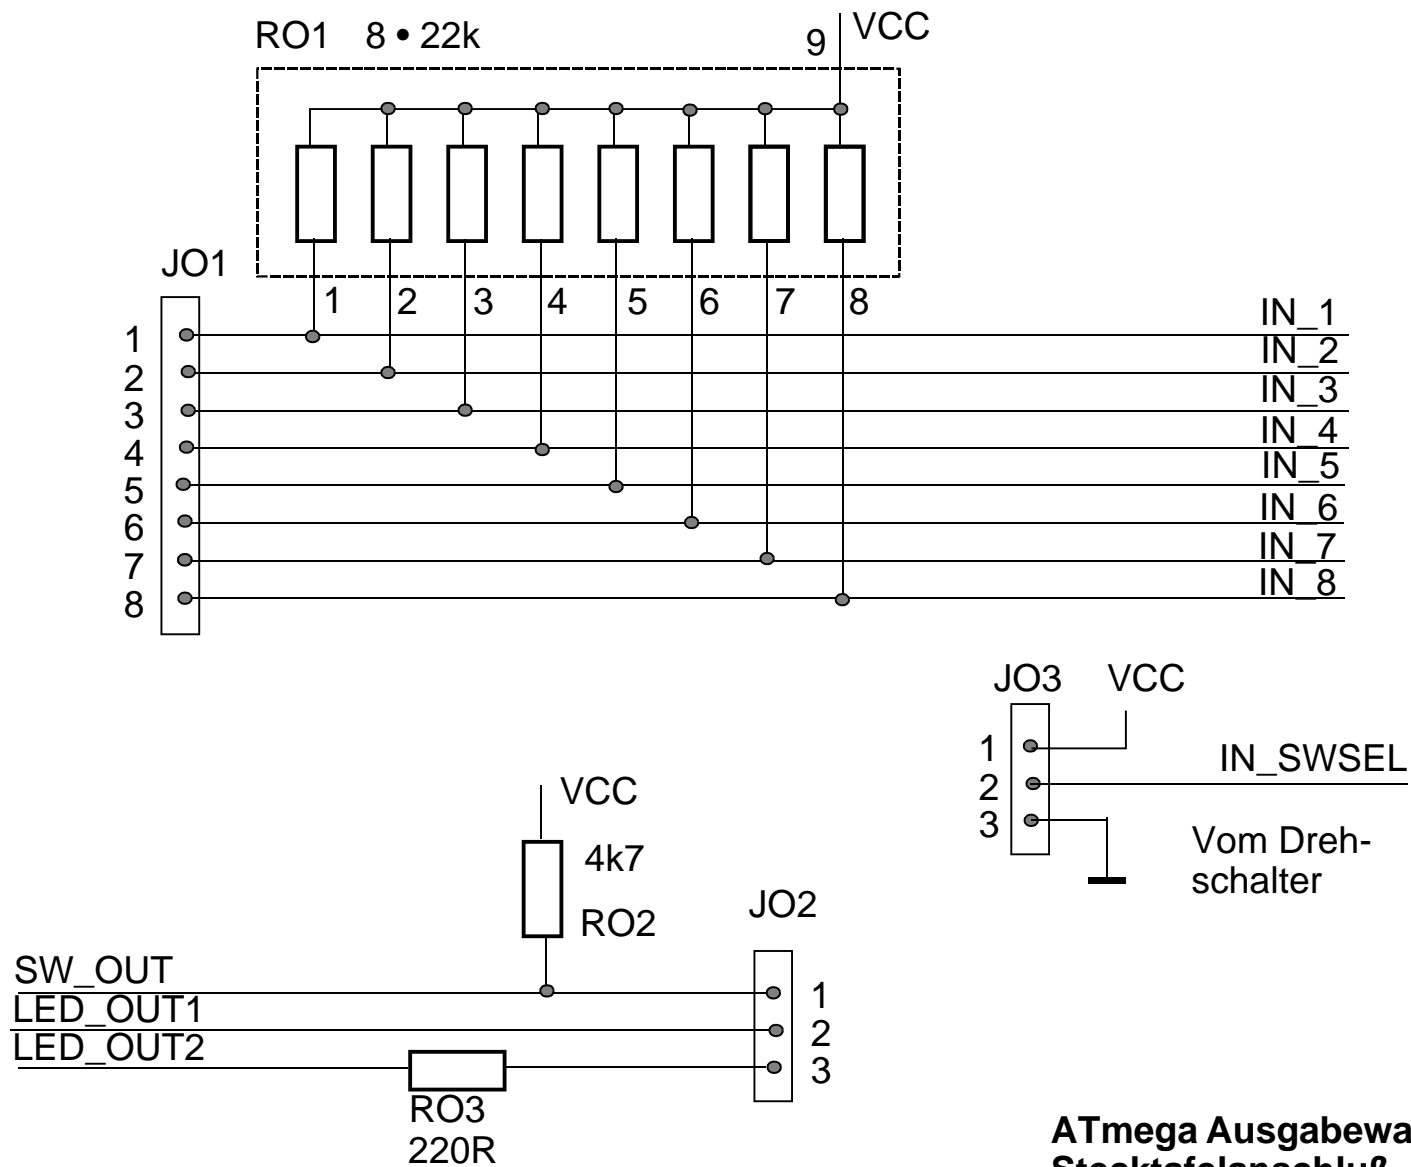 RO1 8 • 22k
9
VCC
JO1
1 2 3 4 5 6 7 8
1
2
3
4
5
6
7
8
IN_1
IN_2
IN_3
IN_4
IN_5
IN_6
IN_7
IN_8
JO3 VCC
1
2
3
IN_SWSEL
Vom Dreh-
schalter
VCC
4k7
RO2
JO2
SW_OUT
LED_OUT1
LED_OUT2
1
2
3
RO3
220R
ATmega Ausgabewa
Stecktafelanschluß